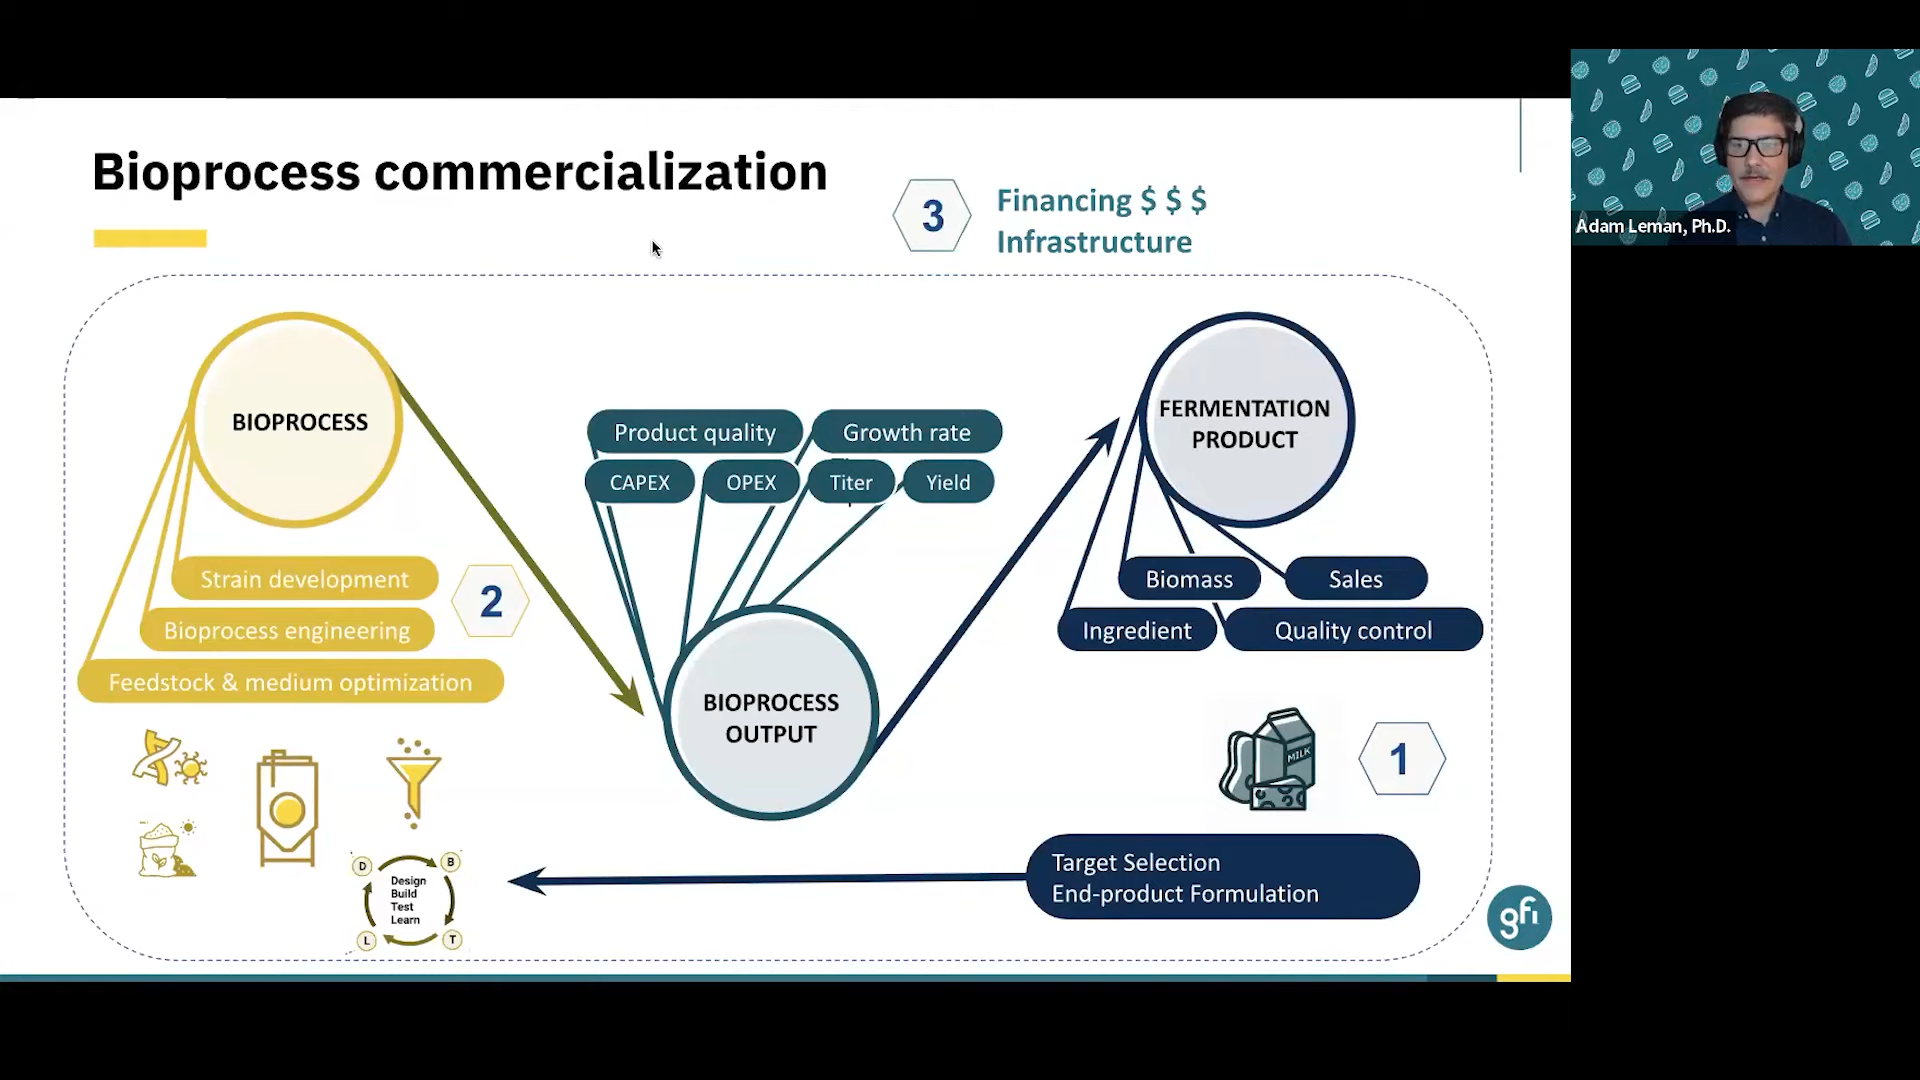 Bioprocess commercialization
3
Financing $ $ $
Infrastructure
Adam Leman, Ph.D.
BIOPROCESS
Strain development
Bioprocess engineering
Feedstock & medium optimization
2
Product quality
Growth rate
CAPEX
OPEX
Titer
Yield
BIOPROCESS
OUTPUT
FERMENTATION
PRODUCT
Biomass
Sales
Ingredient
Quality control
MILK
1
Target Selection
End-product Formulation
D
B
Design
Build
Test
Learn
L
T
gfi